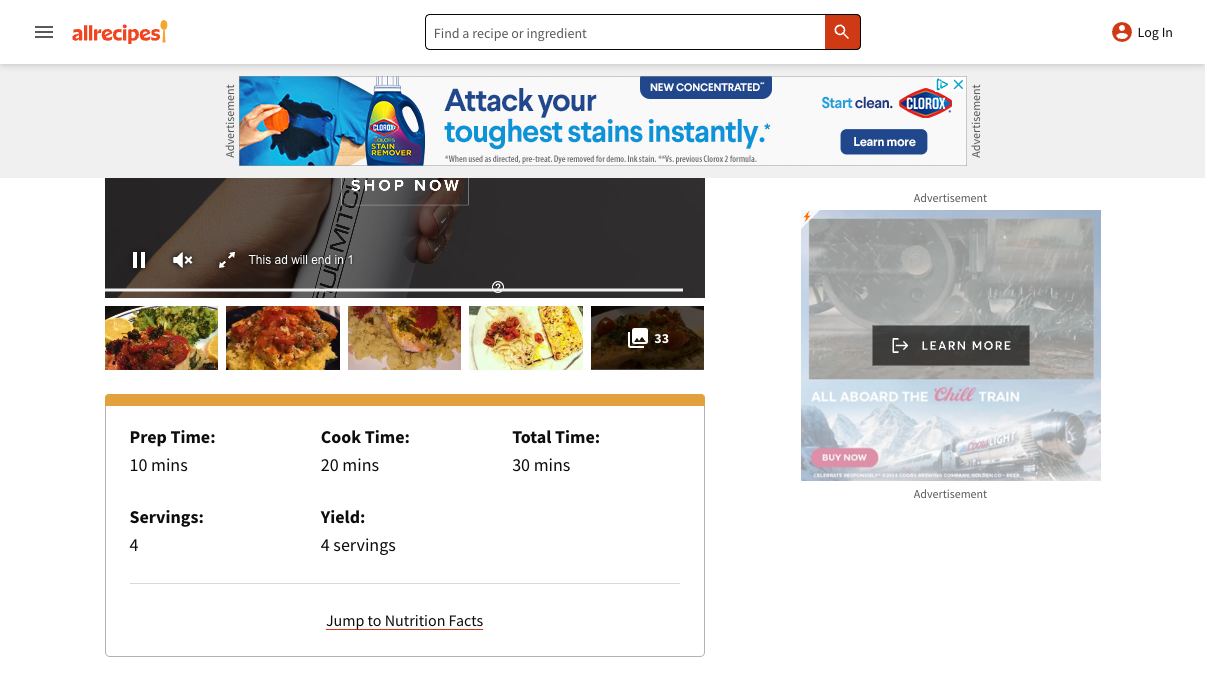 allrecipes
Find a recipe or ingredient
Log In
Advertisement
CLOROX
STAIN
REMOVER
Attack your
toughest stains instantly.*
NEW CONCENTRATED**
*When used as directed, pre-treat. Dye removed for demo. Ink stain. **Vs. previous Clorox 2 formula.
Start clean.
CLOROX
Learn more
Advertisement
SHOP NOW
This ad will end in 1
33
Prep Time:
10 mins
Cook Time:
20 mins
Total Time:
30 mins
Servings:
4
Yield:
4 servings
Jump to Nutrition Facts
Advertisement
LEARN MORE
ALL ABOARD THE Chill TRAIN
COORS LIGHT
BUY NOW
Advertisement